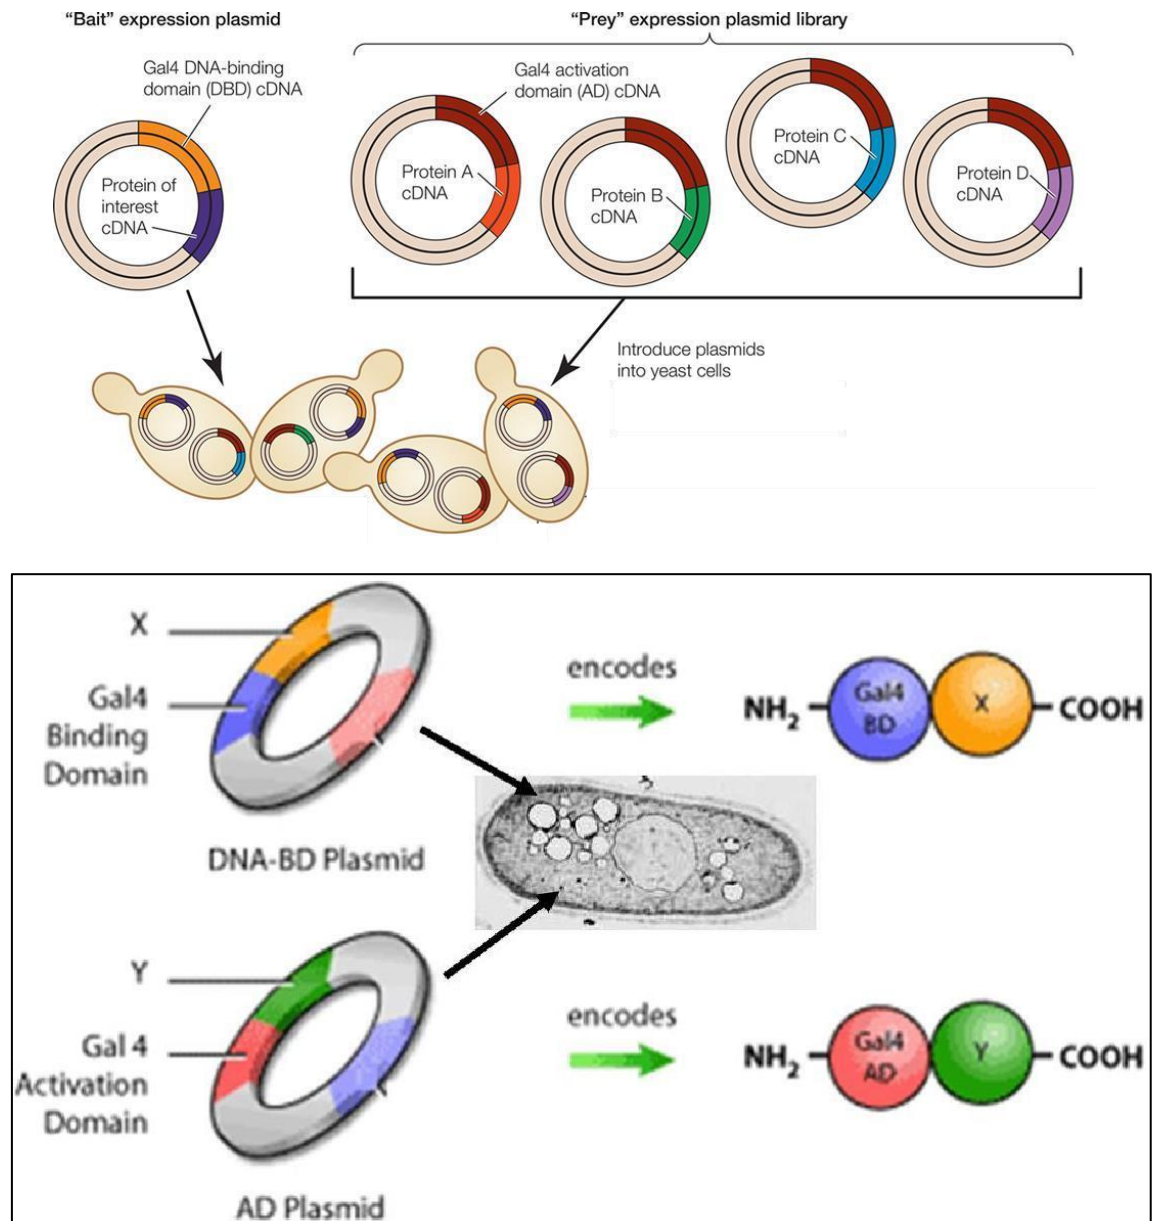 “Bait” expression plasmid
“Prey” expression plasmid library
Gal4 DNA-binding
domain (DBD) cDNA
Gal4 activation
domain (AD) cDNA
Protein of
interest
cDNA
Protein A
cDNA
Protein B
cDNA
Protein C
cDNA
Protein D
cDNA
Introduce plasmids
into yeast cells
X
Gal4
Binding
Domain
DNA-BD Plasmid
encodes
NH2
Gal4
BD
X
COOH
Y
Gal 4
Activation
Domain
AD Plasmid
encodes
NH2
Gal4
AD
Y
COOH